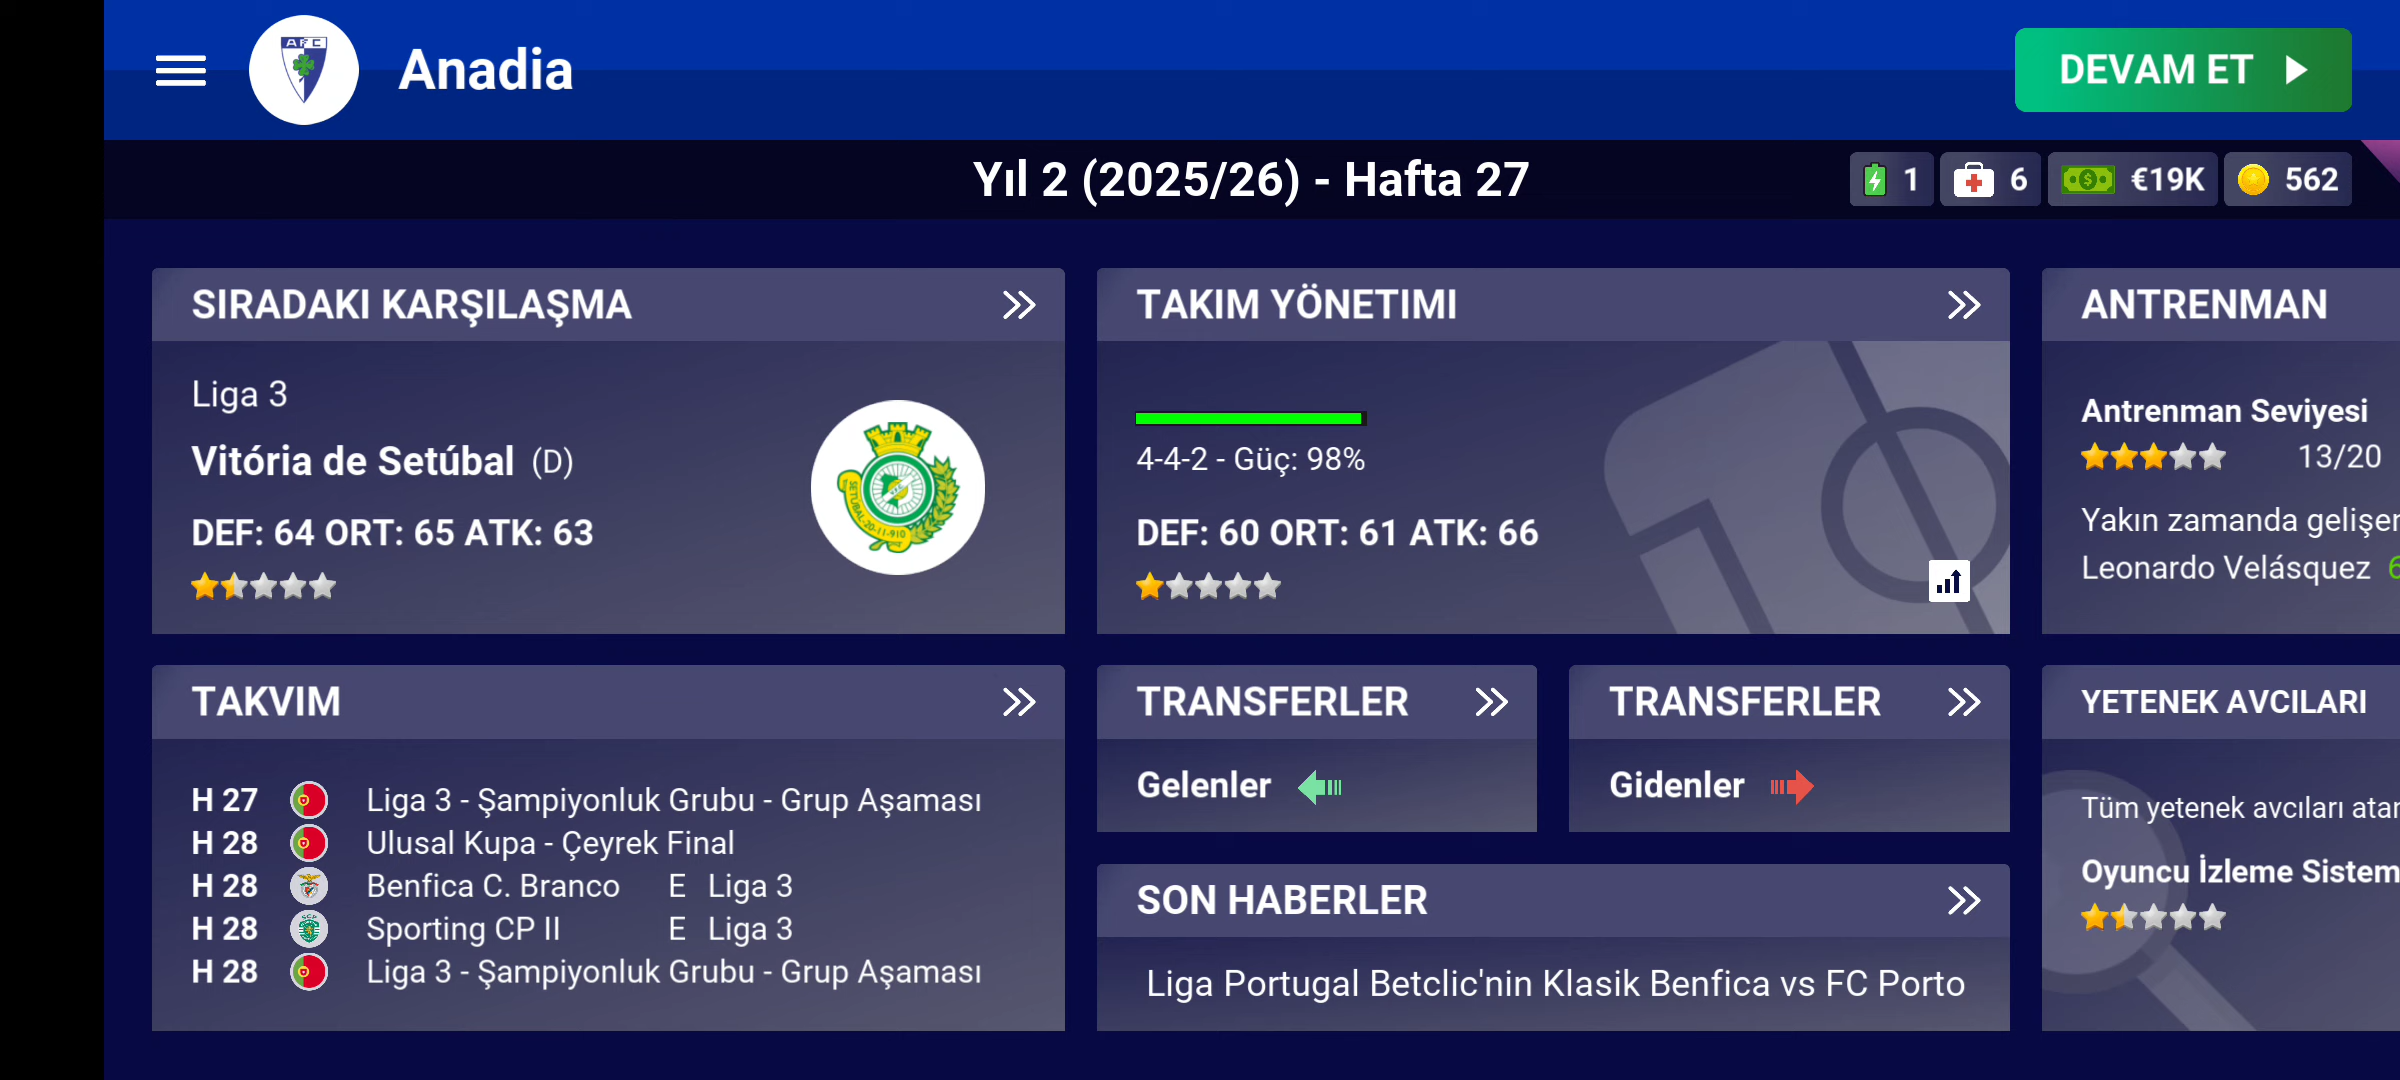 AFC
Anadia
DEVAM ET
Yıl 2 (2025/26) - Hafta 27
1
6
€19K
562
SIRADAKI KARŞILAŞMA
Liga 3
Vitória de Setúbal (D)
DEF: 64 ORT: 65 ATK: 63
TAKIM YÖNETIMI
4-4-2 - Güç: 98%
DEF: 60 ORT: 61 ATK: 66
ANTRENMAN
Antrenman Seviyesi
13/20
Yakın zamanda gelişen
Leonardo Velásquez 6
TAKVIM
H 27 Liga 3 - Şampiyonluk Grubu - Grup Aşaması
H 28 Ulusal Kupa - Çeyrek Final
H 28 Benfica C. Branco E Liga 3
H 28 Sporting CP II E Liga 3
H 28 Liga 3 - Şampiyonluk Grubu - Grup Aşaması
TRANSFERLER
Gelenler
TRANSFERLER
Gidenler
SON HABERLER
Liga Portugal Betclic'nin Klasik Benfica vs FC Porto
YETENEK AVCILARI
Tüm yetenek avcıları atan
Oyuncu İzleme Sistem